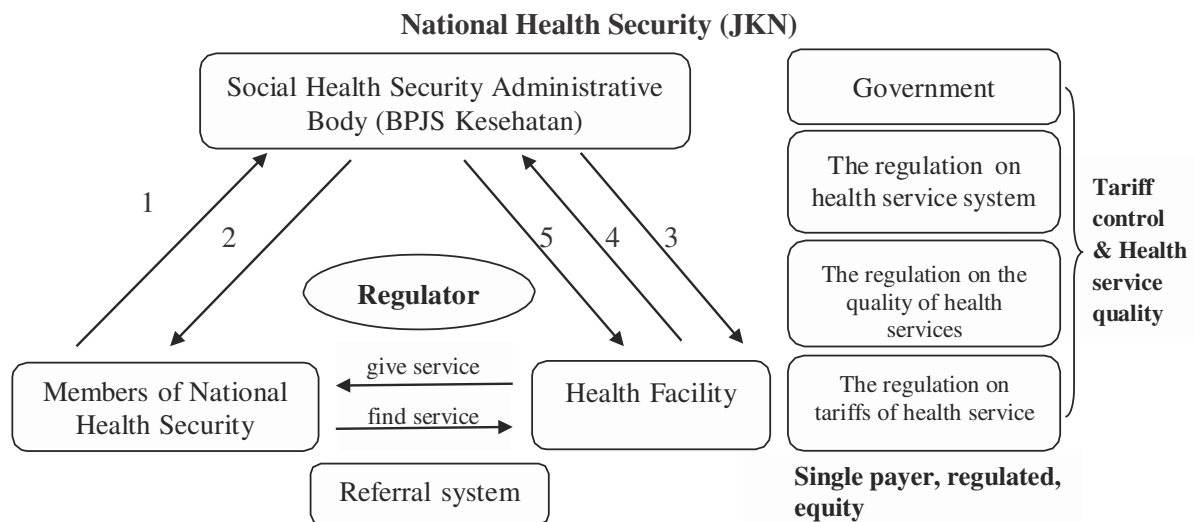 National Health Security (JKN)
Social Health Security Administrative
Body (BPJS Kesehatan)
1
2
5
4
3
Regulator
Members of National
Health Security
give service
find service
Health Facility
Referral system
Government
The regulation on
health service system
The regulation on the
quality of health
services
The regulation on
tariffs of health service
Tariff
control
& Health
service
quality
Single payer, regulated,
equity